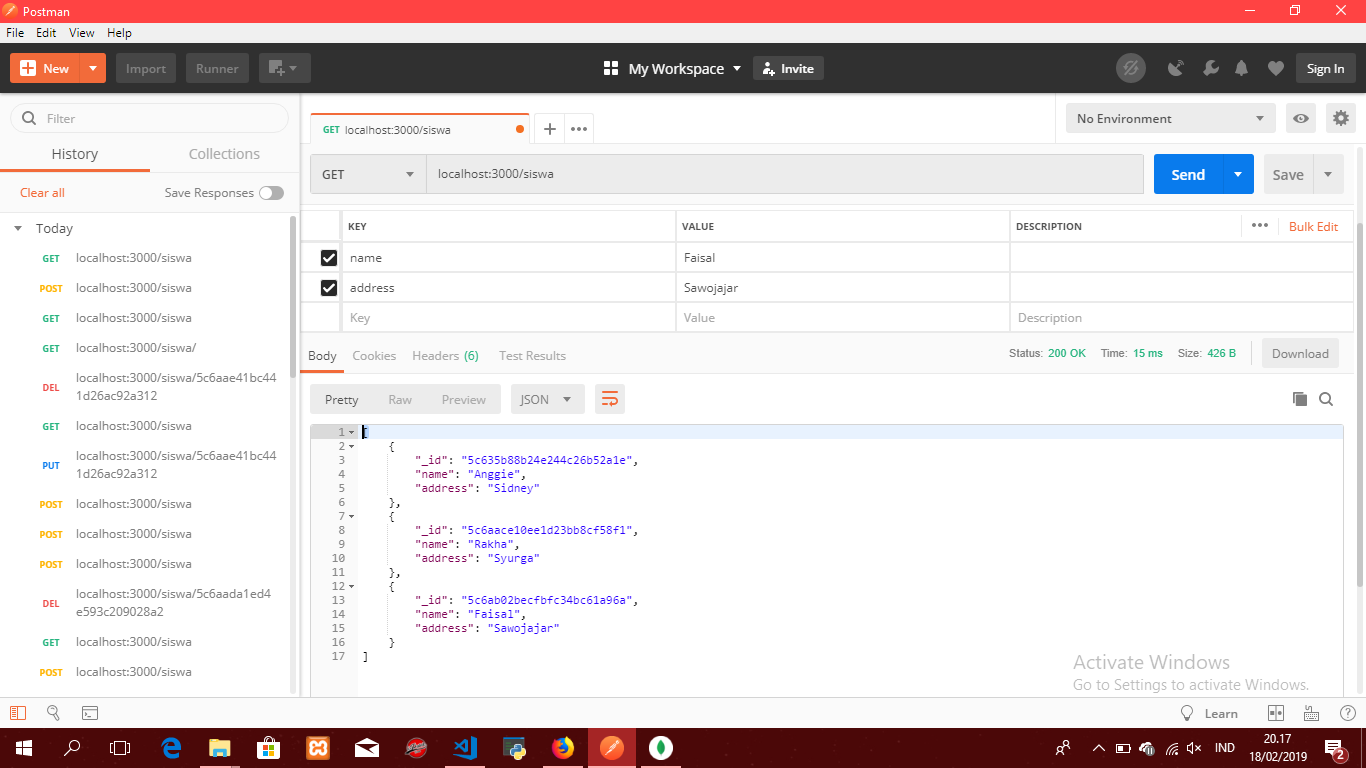 Postman
File Edit View Help
New Import Runner My Workspace Invite Sign In
Filter
History Collections
Clear all Save Responses
Today
GET localhost:3000/siswa
POST localhost:3000/siswa
GET localhost:3000/siswa
GET localhost:3000/siswa/
DEL localhost:3000/siswa/5c6aae41bc44
1d26ac92a312
GET localhost:3000/siswa
PUT localhost:3000/siswa/5c6aae41bc44
1d26ac92a312
POST localhost:3000/siswa
POST localhost:3000/siswa
POST localhost:3000/siswa
DEL localhost:3000/siswa/5c6aada1ed4
e593c209028a2
GET localhost:3000/siswa
POST localhost:3000/siswa
GET localhost:3000/siswa
No Environment
GET localhost:3000/siswa Send Save
KEY VALUE DESCRIPTION Bulk Edit
name Faisal
address Sawojajar
Key Value Description
Body Cookies Headers (6) Test Results Status: 200 OK Time: 15 ms Size: 426 B Download
Pretty Raw Preview JSON
1 [
2 {
3 "_id": "5c635b88b24e244c26b52a1e",
4 "name": "Anggie",
5 "address": "Sidney"
6 },
7 {
8 "_id": "5c6aace10ee1d23bb8cf58f1",
9 "name": "Rakha",
10 "address": "Syurga"
11 },
12 {
13 "_id": "5c6ab02becfbfc34bc61a96a",
14 "name": "Faisal",
15 "address": "Sawojajar"
16 }
17 ]
Activate Windows
Go to Settings to activate Windows.
Learn
IND
20.17
18/02/2019
2